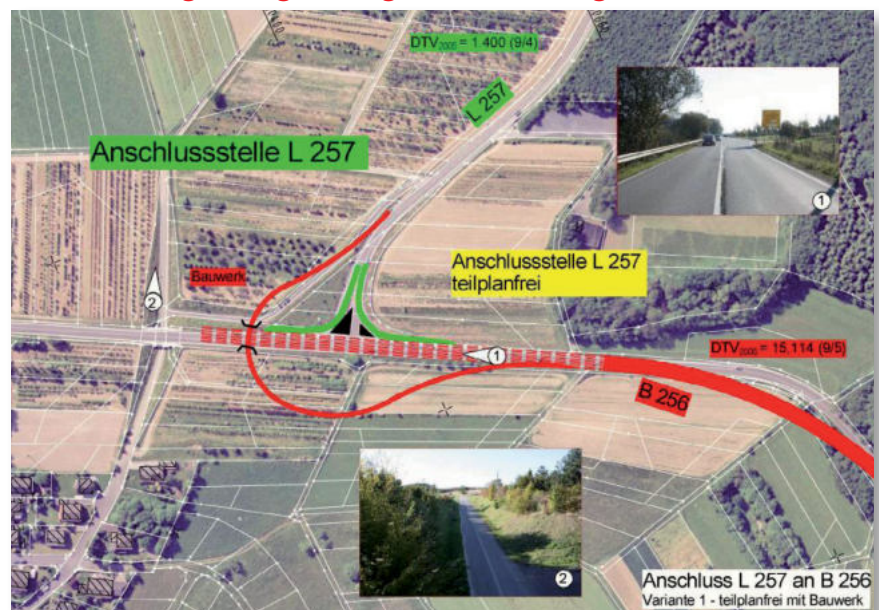 DTV2005 = 1.400 (9/4)
L 257
Anschlussstelle L 257
1
Bauwerk
Anschlussstelle L 257
teilplanfrei
2
1
DTV2005 = 15.114 (9/5)
B 256
2
Anschluss L 257 an B 256
Variante 1 - teilplanfrei mit Bauwerk